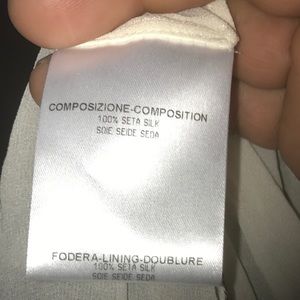 COMPOSIZIONE-COMPOSITION
100% SETA SILK
SOIE SEIDE SEDA
FODERA-LINING-DOUBLURE
100% SETA SILK
SOIE SEIDE SEDA